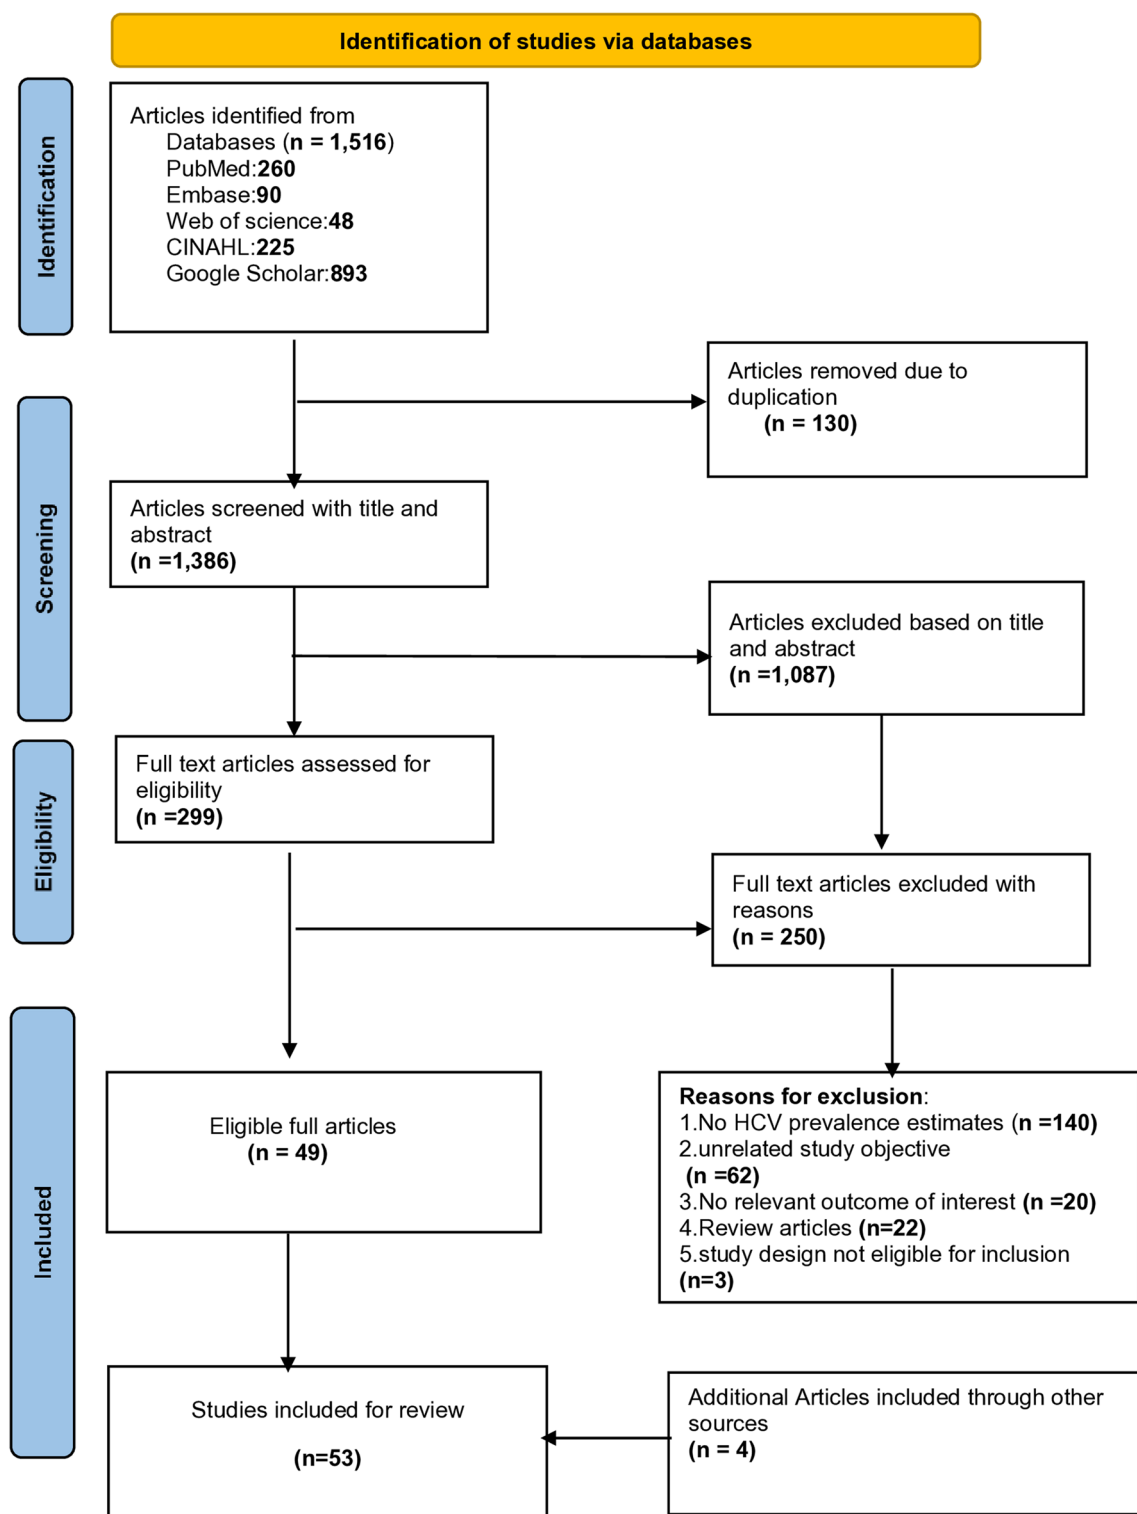 Identification of studies via databases
Identification
Articles identified from
Databases (n = 1,516)
PubMed:260
Embase:90
Web of science:48
CINAHL:225
Google Scholar:893
Articles removed due to
duplication
(n = 130)
Screening
Articles screened with title and
abstract
(n =1,386)
Articles excluded based on title
and abstract
(n =1,087)
Eligibility
Full text articles assessed for
eligibility
(n =299)
Full text articles excluded with
reasons
(n = 250)
Included
Eligible full articles
(n = 49)
Reasons for exclusion:
1.No HCV prevalence estimates (n =140)
2.unrelated study objective
(n =62)
3.No relevant outcome of interest (n =20)
4.Review articles (n=22)
5.study design not eligible for inclusion
(n=3)
Studies included for review
(n=53)
Additional Articles included through other
sources
(n = 4)